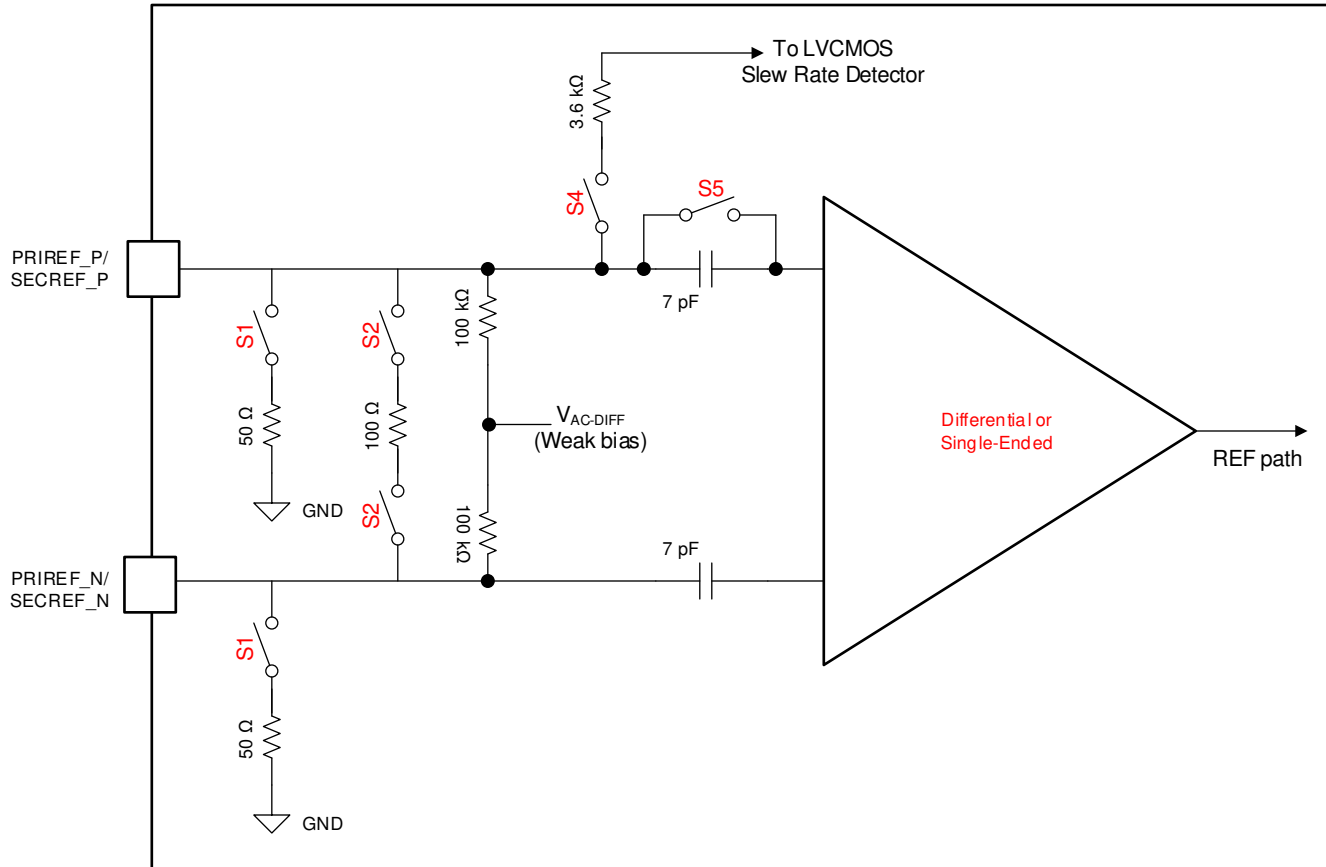 To LVCMOS
Slew Rate Detector
3.6 kΩ
S4
S5
PRIREF_P/
SECREF_P
7 pF
S1
S2
100 kΩ
50 Ω
100 Ω
VAC-DIFF
(Weak bias)
Differential or
Single-Ended
REF path
GND
S2
100 kΩ
7 pF
PRIREF_N/
SECREF_N
S1
50 Ω
GND